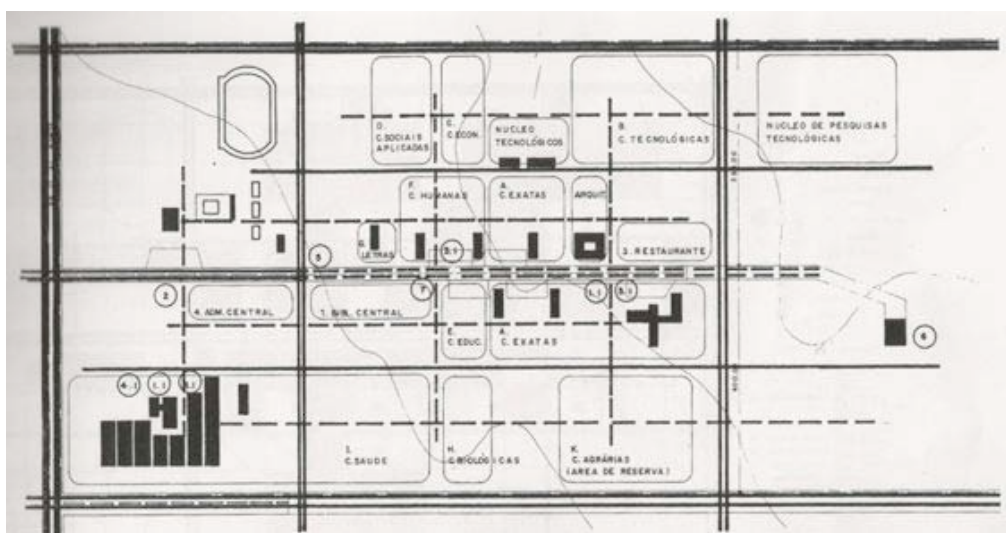 D.
C. SOCIAIS
APLICADAS
C. ECON.
NUCLEO
TECNOLÓGICOS
B.
C. TECNOLÓGICAS
NÚCLEO DE PESQUISAS
TECNOLÓGICAS
F.
C. HUMANAS
A.
C. EXATAS
ARQUIT.
G.
LETRAS
3.1
3. RESTAURANTE
5
2
4. ADM. CENTRAL
1. BIBL. CENTRAL
7
E.
C. EDUC.
A.
C. EXATAS
1.1
3.1
6
4.1
1.1
3.1
I.
C. SAUDE
H.
C. BIOLÓGICAS
K.
C. AGRÁRIAS
(AREA DE RESERVA)